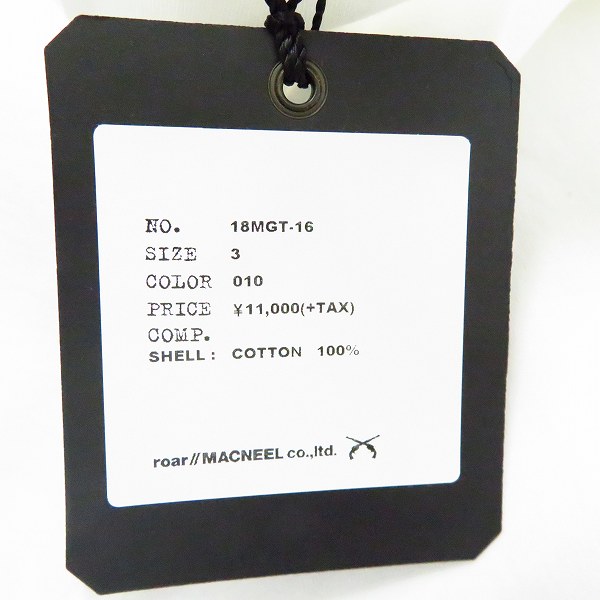 NO. 18MGT-16
SIZE 3
COLOR 010
PRICE ¥11,000(+TAX)
COMP.
SHELL: COTTON 100%
roar//MACNEEL co.,ltd.